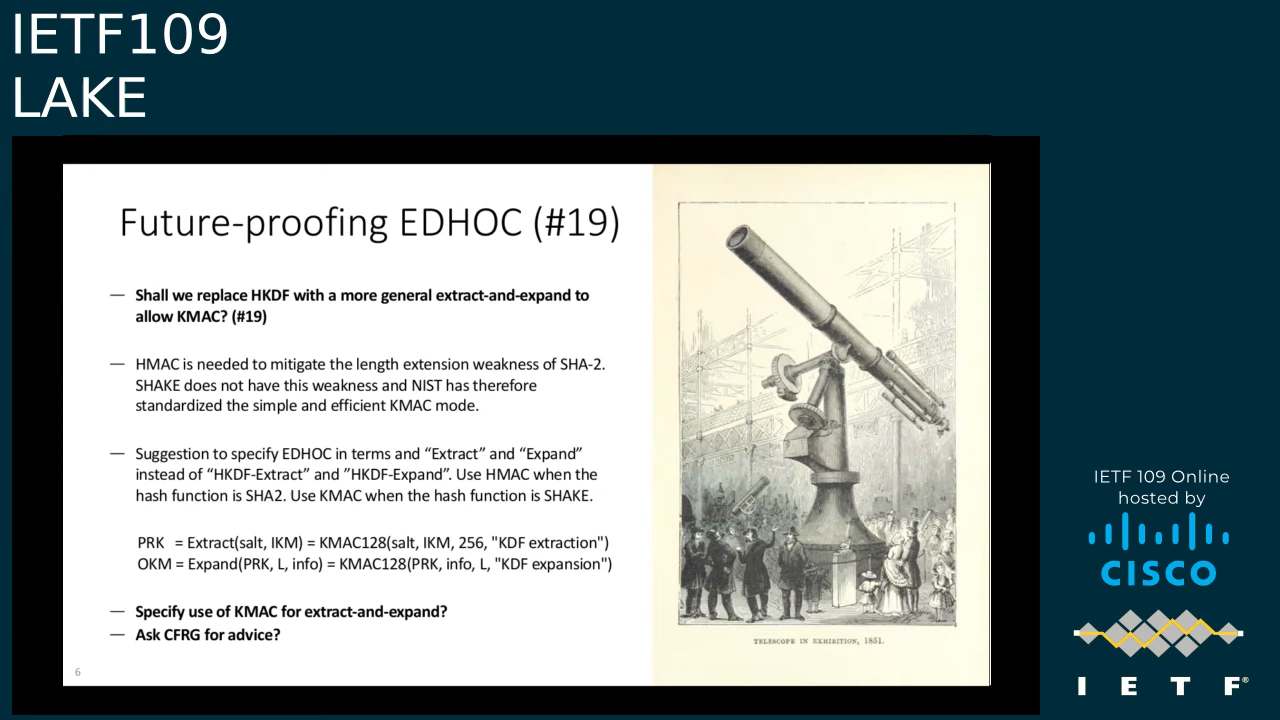 IETF109
LAKE
Future-proofing EDHOC (#19)
— Shall we replace HKDF with a more general extract-and-expand to
allow KMAC? (#19)
— HMAC is needed to mitigate the length extension weakness of SHA-2.
SHAKE does not have this weakness and NIST has therefore
standardized the simple and efficient KMAC mode.
— Suggestion to specify EDHOC in terms and “Extract” and “Expand”
instead of “HKDF-Extract” and ”HKDF-Expand”. Use HMAC when the
hash function is SHA2. Use KMAC when the hash function is SHAKE.
PRK = Extract(salt, IKM) = KMAC128(salt, IKM, 256, "KDF extraction")
OKM = Expand(PRK, L, info) = KMAC128(PRK, info, L, "KDF expansion")
— Specify use of KMAC for extract-and-expand?
— Ask CFRG for advice?
6
TELESCOPE IN EXHIBITION, 1851.
IETF 109 Online
hosted by
CISCO
I E T F®